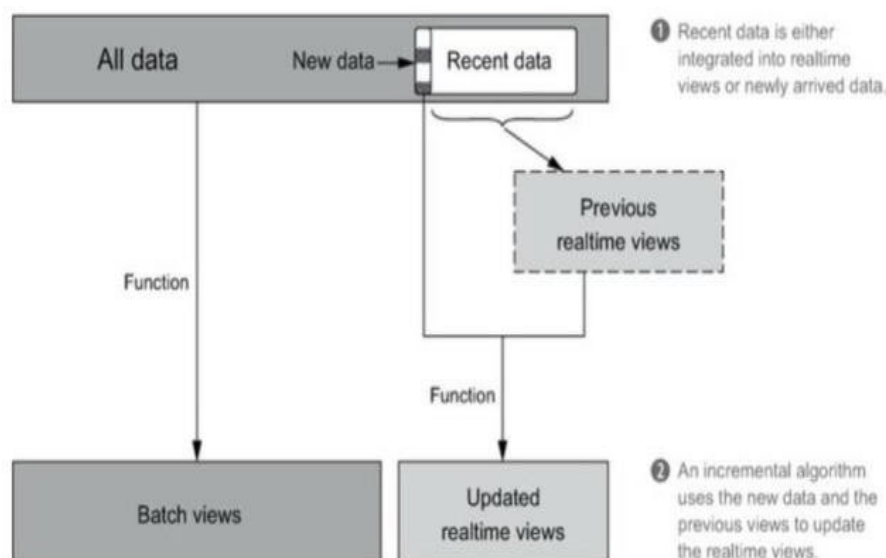 All data
New data
Recent data
1 Recent data is either
integrated into realtime
views or newly arrived data.
Previous
realtime views
Function
Function
Batch views
Updated
realtime views
2 An incremental algorithm
uses the new data and the
previous views to update
the realtime views.